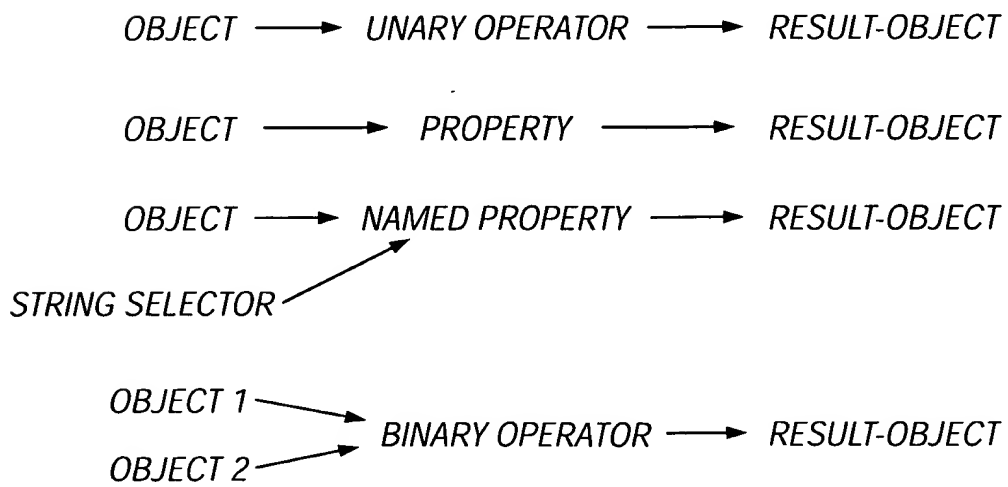 OBJECT UNARY OPERATOR RESULT-OBJECT
OBJECT PROPERTY RESULT-OBJECT
OBJECT NAMED PROPERTY RESULT-OBJECT
STRING SELECTOR
OBJECT 1
BINARY OPERATOR RESULT-OBJECT
OBJECT 2